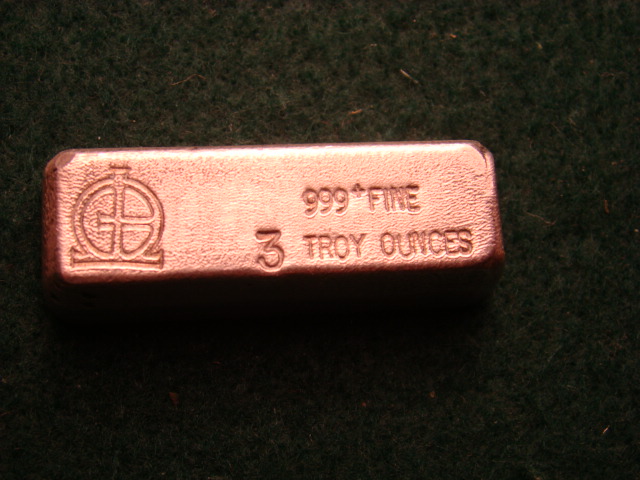 999+ FINE
3 TROY OUNCES